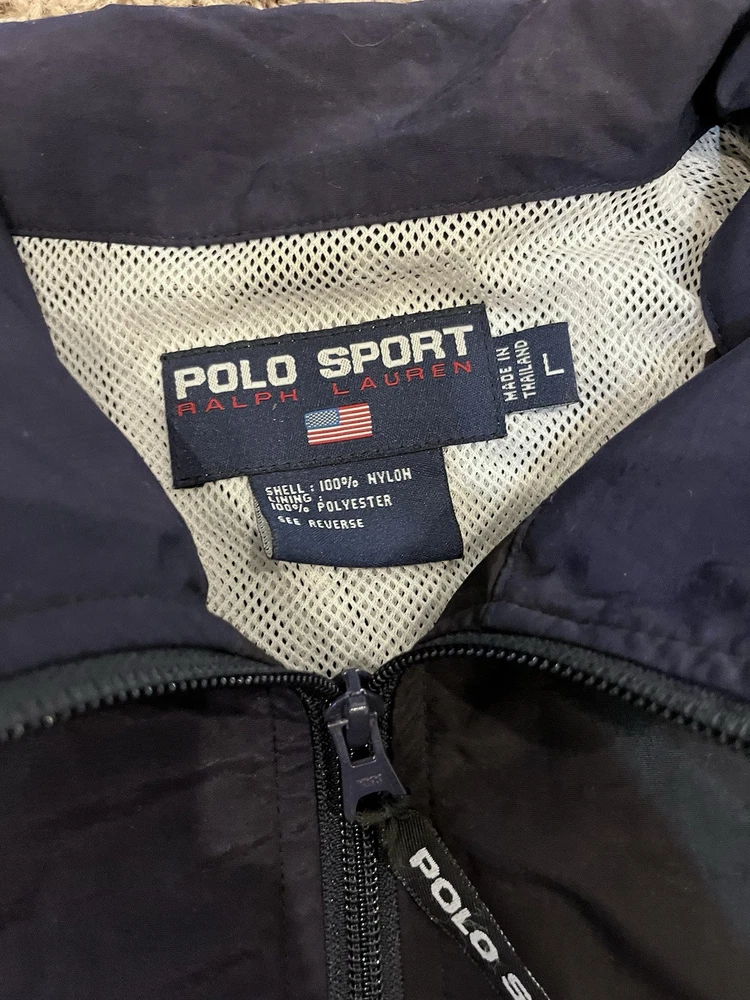 POLO SPORT
RALPH LAUREN
MADE IN
THAILAND
L
SHELL : 100% NYLON
LINING :
100% POLYESTER
SEE REVERSE
POLO S